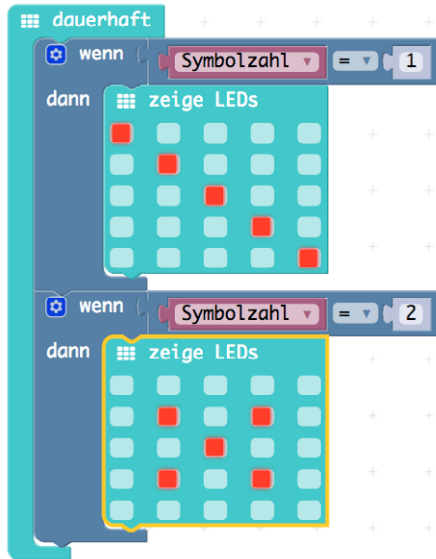 dauerhaft
wenn Symbolzahl = 1
dann zeige LEDs
wenn Symbolzahl = 2
dann zeige LEDs